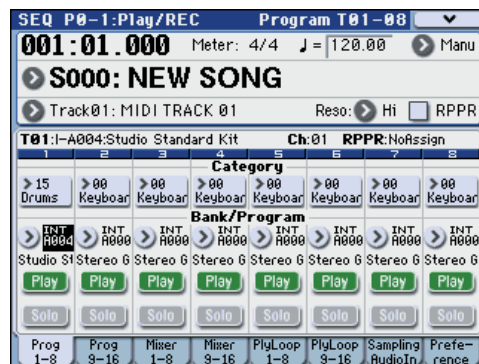 SEQ P0-1:Play/REC Program T01-08
001:01.000 Meter: 4/4 ♩= 120.00 Manu
S000: NEW SONG
Track01: MIDI TRACK 01 Reso: Hi RPPR
T01:I-A004:Studio Standard Kit Ch:01 RPPR:NoAssign
1 2 3 4 5 6 7 8
Category
15 00 00 00 00 00 00 00
Drums Keyboar Keyboar Keyboar Keyboar Keyboar Keyboar Keyboar
Bank/Program
INT INT INT INT INT INT INT INT
A004 A000 A000 A000 A000 A000 A000 A000
Studio St Stereo G Stereo G Stereo G Stereo G Stereo G Stereo G Stereo G
Play Play Play Play Play Play Play Play
Solo Solo Solo Solo Solo Solo Solo Solo
Prog Prog Mixer Mixer PlyLoop PlyLoop Sampling Prefe-
1-8 9-16 1-8 9-16 1-8 9-16 AudioIn rence